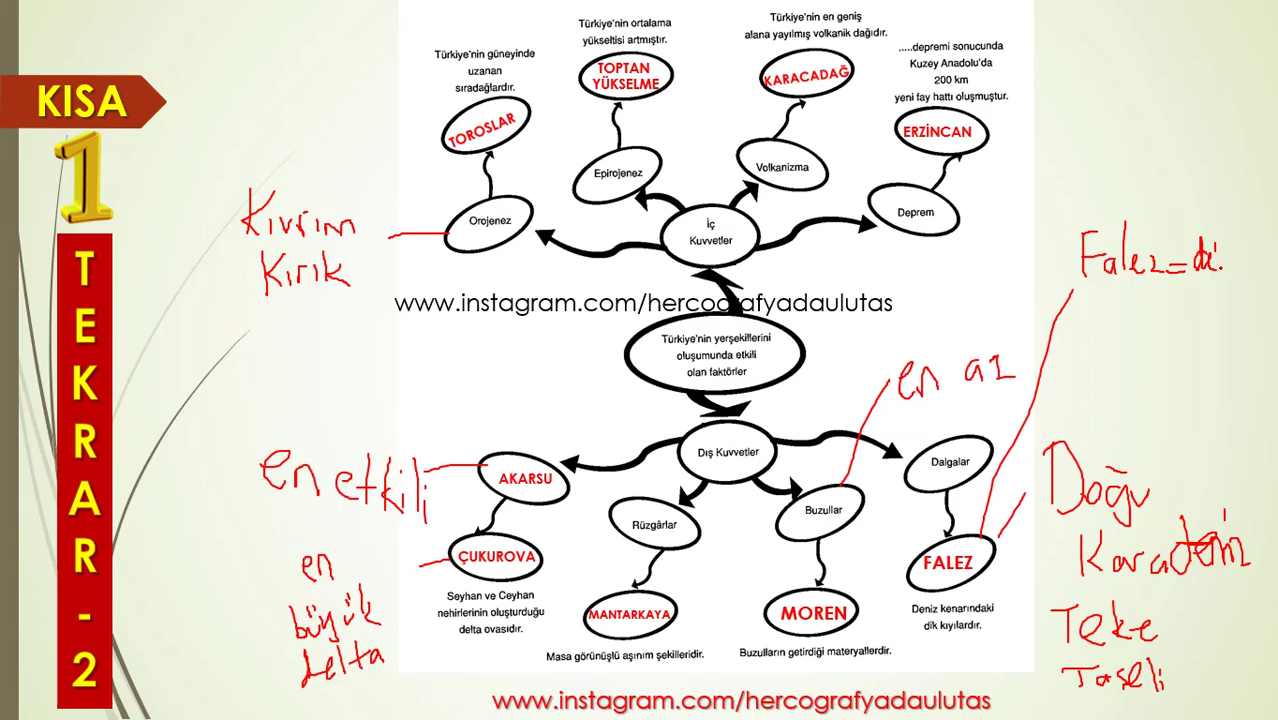 KISA
1
T
E
K
R
A
R
-
2
Türkiye'nin güneyinde
uzanan
sıradağlardır.
TOROSLAR
Orojenez
Türkiye'nin ortalama
yükseltisi artmıştır.
TOPTAN
YÜKSELME
Epirojenez
Türkiye'nin en geniş
alana yayılmış volkanik dağıdır.
KARACADAĞ
Volkanizma
.....depremi sonucunda
Kuzey Anadolu'da
200 km
yeni fay hattı oluşmuştur.
ERZİNCAN
Deprem
İç
Kuvvetler
Kıvrım
Kırık
Falez=
www.instagram.com/hercografyadaulutas
Türkiye'nin yerşekillerini
oluşumunda etkili
olan faktörler
en az
Dış Kuvvetler
en etkili
AKARSU
ÇUKUROVA
Seyhan ve Ceyhan
nehirlerinin oluşturduğu
delta ovasıdır.
en
büyük
delta
Rüzgârlar
MANTARKAYA
Masa görünüşlü aşınım şekilleridir.
Buzullar
MOREN
Buzulların getirdiği materyallerdir.
Dalgalar
FALEZ
Deniz kenarındaki
dik kıyılardır.
Doğu
Karadeniz
Teke
Taşeli
www.instagram.com/hercografyadaulutas